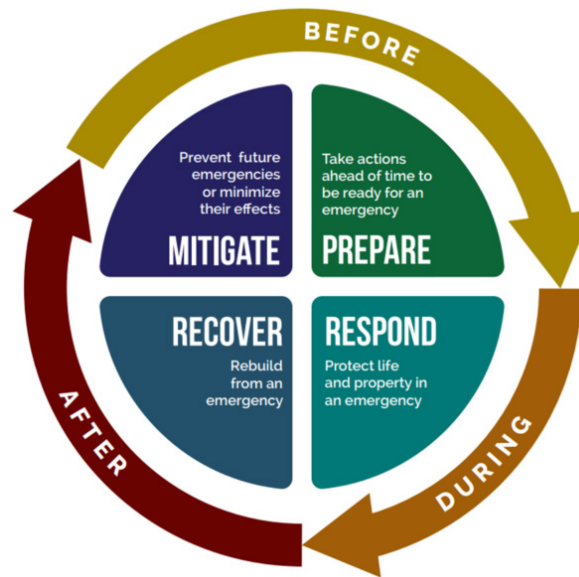 BEFORE
Prevent future
emergencies
or minimize
their effects
MITIGATE
Take actions
ahead of time to
be ready for an
emergency
PREPARE
RECOVER
Rebuild
from an
emergency
RESPOND
Protect life
and property in
an emergency
AFTER
DURING